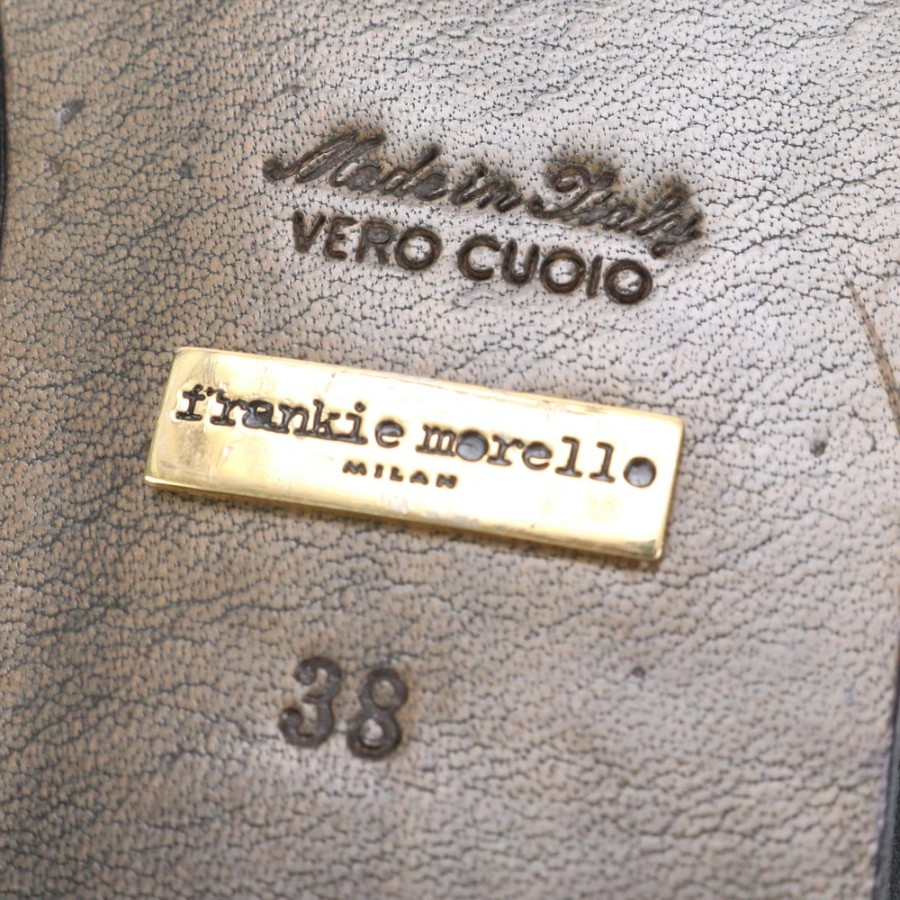 Made in Italy
VERO CUOIO
frankie morello
MILAN
38